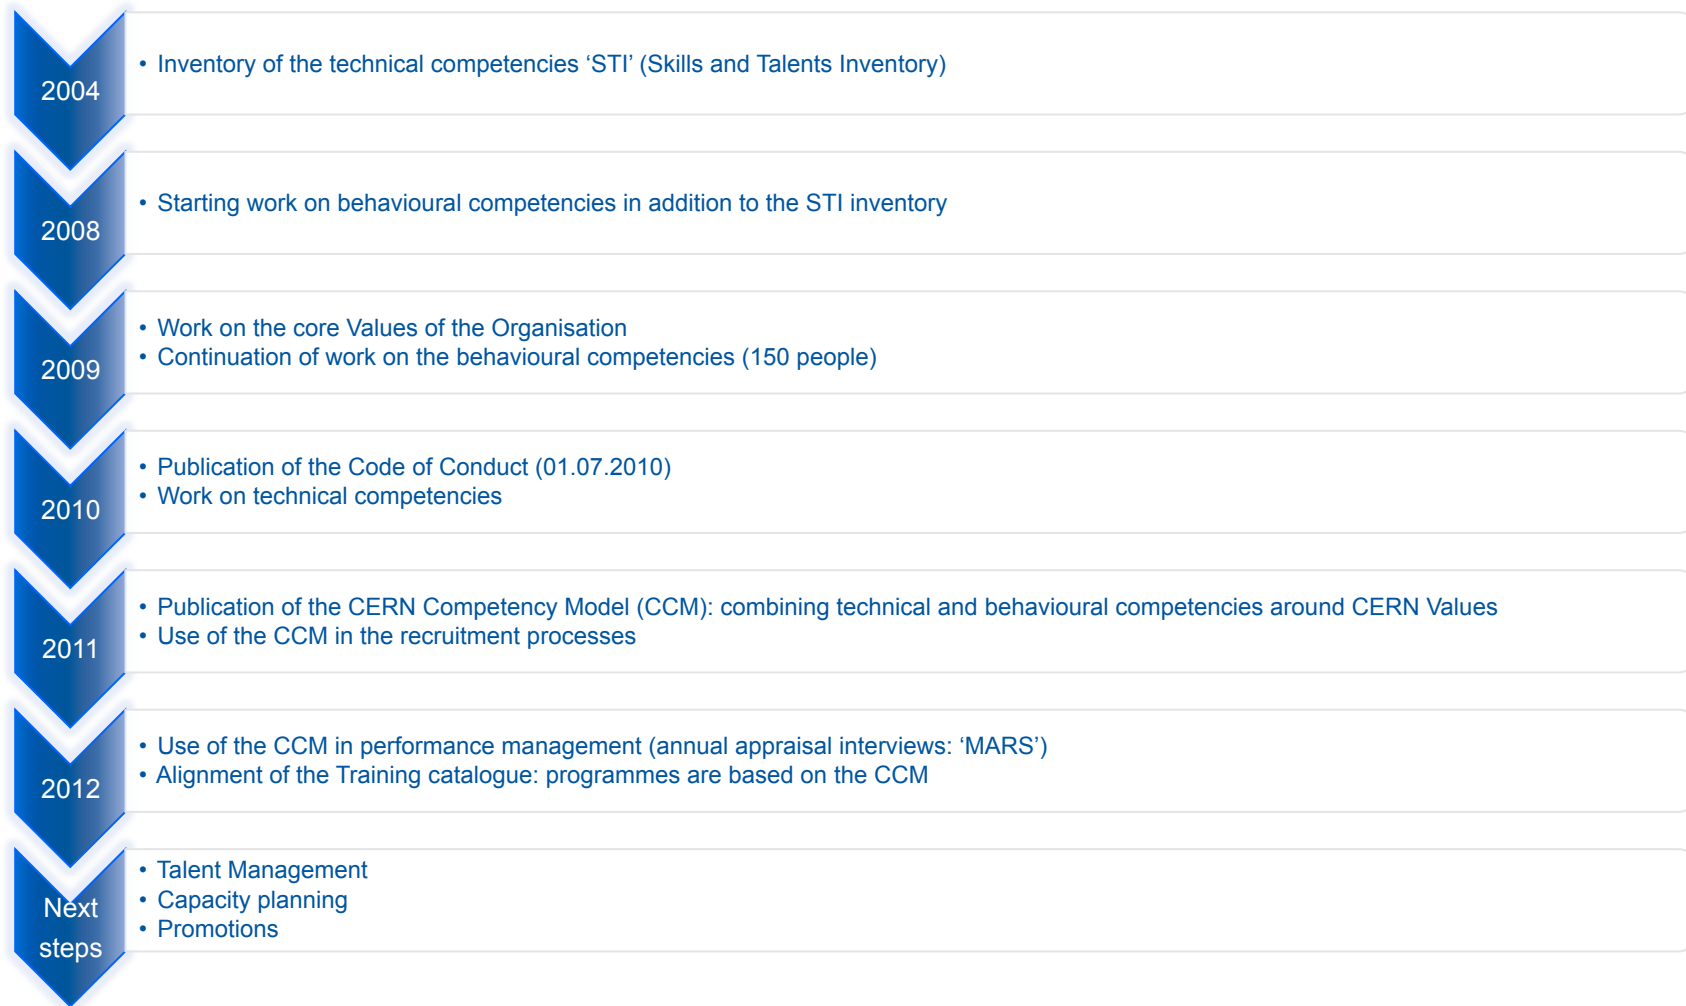 2004
• Inventory of the technical competencies ‘STI’ (Skills and Talents Inventory)
2008
• Starting work on behavioural competencies in addition to the STI inventory
2009
• Work on the core Values of the Organisation
• Continuation of work on the behavioural competencies (150 people)
2010
• Publication of the Code of Conduct (01.07.2010)
• Work on technical competencies
2011
• Publication of the CERN Competency Model (CCM): combining technical and behavioural competencies around CERN Values
• Use of the CCM in the recruitment processes
2012
• Use of the CCM in performance management (annual appraisal interviews: ‘MARS’)
• Alignment of the Training catalogue: programmes are based on the CCM
Next
steps
• Talent Management
• Capacity planning
• Promotions